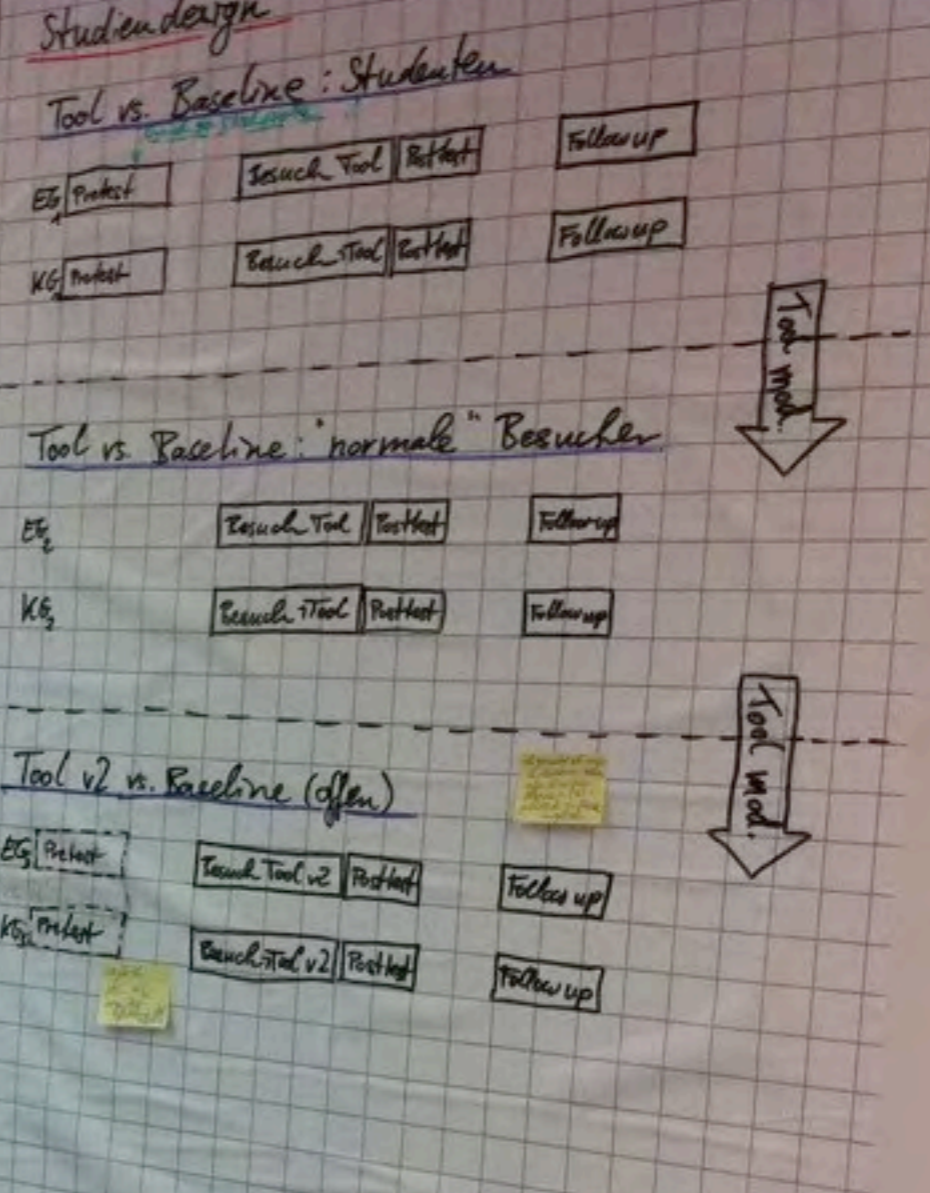 Studiendesign
Tool vs. Baseline: Studenten
EG1 Pretest Besuch Tool Posttest Follow up
KG1 Pretest Besuch ¬Tool Posttest Follow up
Tool mod.
Tool vs. Baseline: "normale" Besucher
EG2 Besuch Tool Posttest Follow up
KG2 Besuch ¬Tool Posttest Follow up
Tool mod.
Tool v2 vs. Baseline (offen)
EG3 Pretest Besuch Tool v2 Posttest Follow up
KG3 Pretest Besuch ¬Tool v2 Posttest Follow up